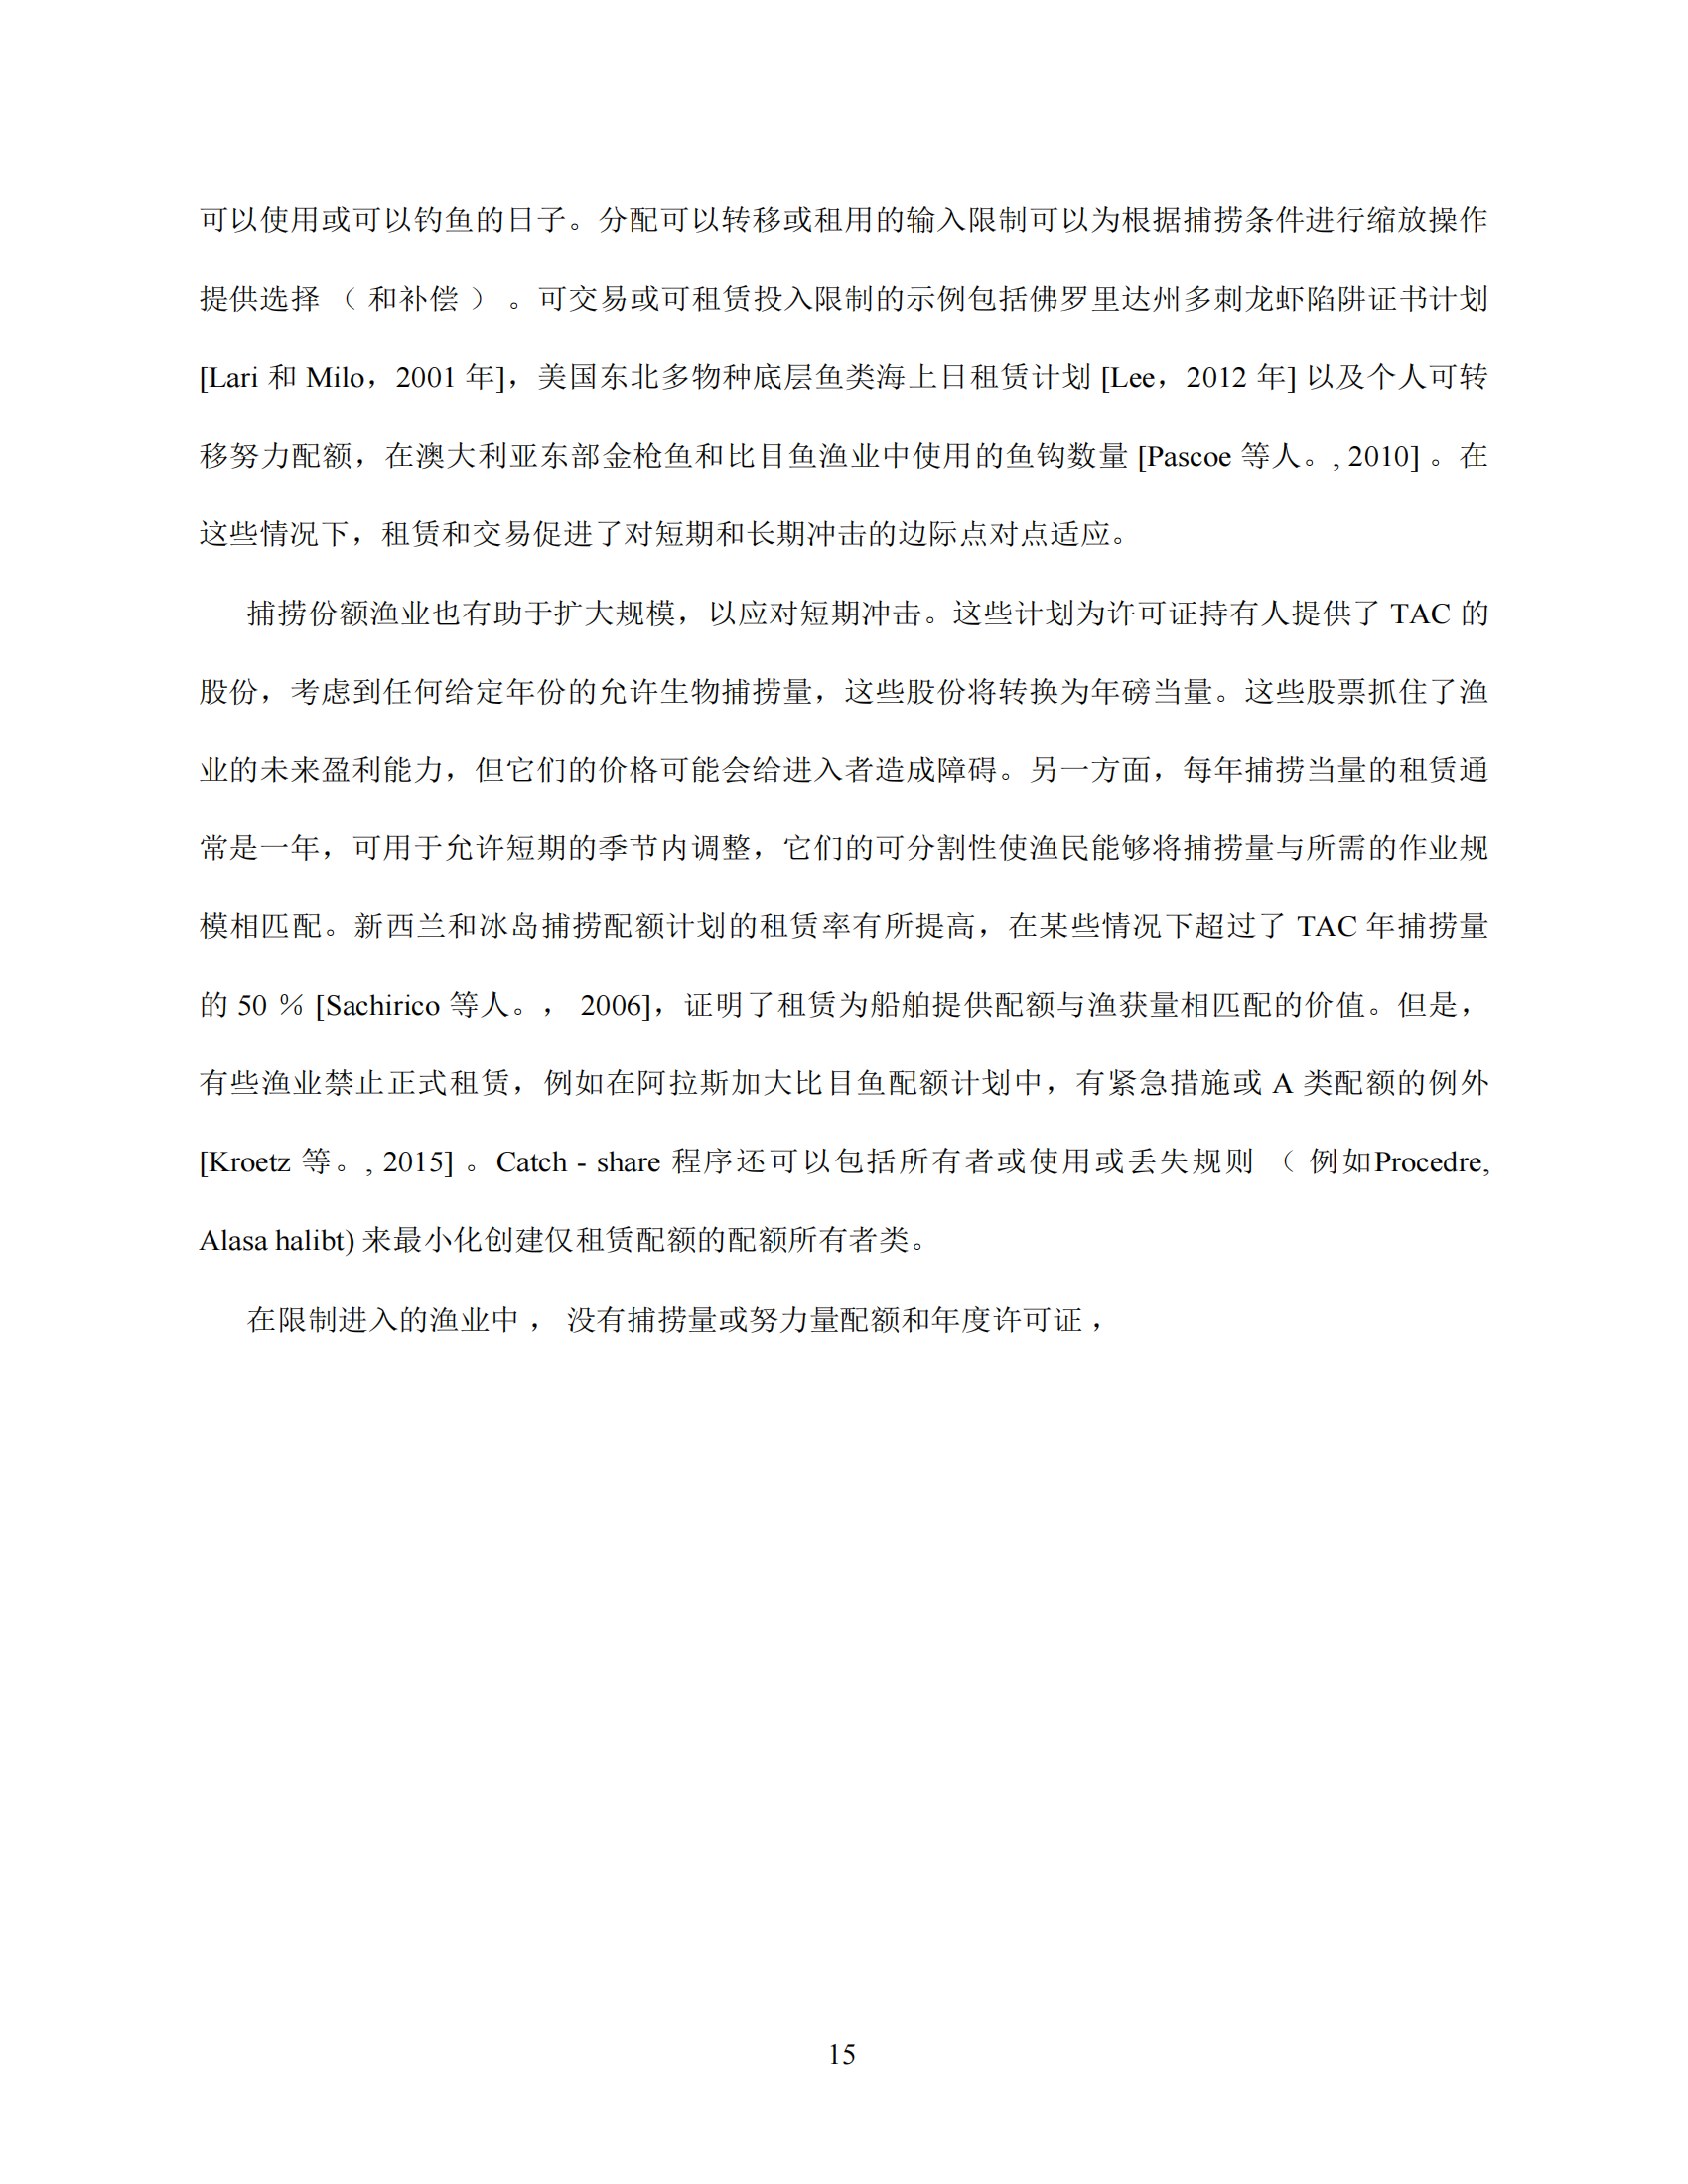 可以使用或可以钓鱼的日子。分配可以转移或租用的输入限制可以为根据捕捞条件进行缩放操作
提供选择 （ 和补偿 ） 。可交易或可租赁投入限制的示例包括佛罗里达州多刺龙虾陷阱证书计划
[Lari 和 Milo，2001 年]，美国东北多物种底层鱼类海上日租赁计划 [Lee，2012 年] 以及个人可转
移努力配额，在澳大利亚东部金枪鱼和比目鱼渔业中使用的鱼钩数量 [Pascoe 等人。, 2010] 。在
这些情况下，租赁和交易促进了对短期和长期冲击的边际点对点适应。
捕捞份额渔业也有助于扩大规模，以应对短期冲击。这些计划为许可证持有人提供了 TAC 的
股份，考虑到任何给定年份的允许生物捕捞量，这些股份将转换为年磅当量。这些股票抓住了渔
业的未来盈利能力，但它们的价格可能会给进入者造成障碍。另一方面，每年捕捞当量的租赁通
常是一年，可用于允许短期的季节内调整，它们的可分割性使渔民能够将捕捞量与所需的作业规
模相匹配。新西兰和冰岛捕捞配额计划的租赁率有所提高，在某些情况下超过了 TAC 年捕捞量
的 50 ％ [Sachirico 等人。， 2006]，证明了租赁为船舶提供配额与渔获量相匹配的价值。但是，
有些渔业禁止正式租赁，例如在阿拉斯加大比目鱼配额计划中，有紧急措施或 A 类配额的例外
[Kroetz 等。, 2015] 。Catch - share 程序还可以包括所有者或使用或丢失规则 （ 例如Procedre,
Alasa halibt) 来最小化创建仅租赁配额的配额所有者类。
在限制进入的渔业中 ， 没有捕捞量或努力量配额和年度许可证 ，
15